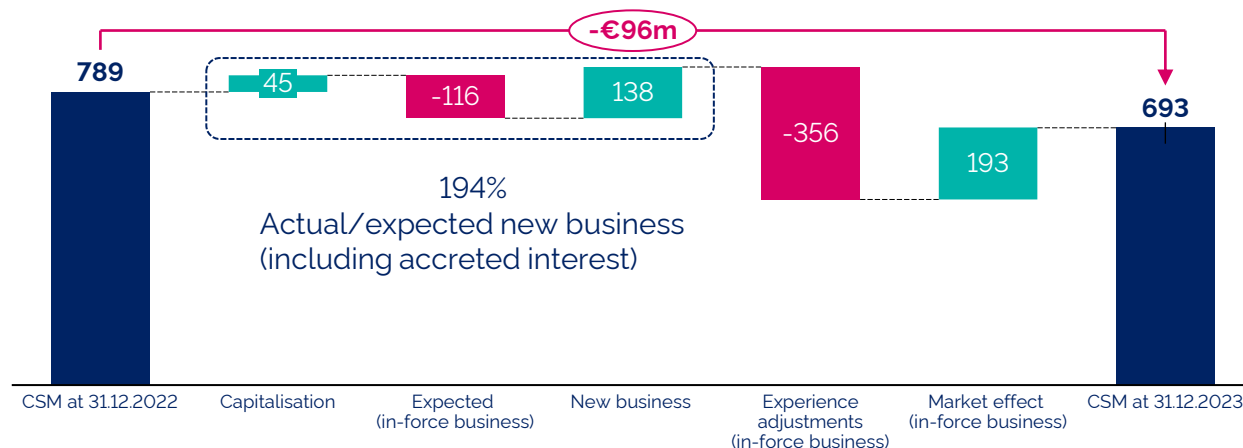 -€96m
789
45
-116
138
-356
193
693
194%
Actual/expected new business
(including accreted interest)
CSM at 31.12.2022
Capitalisation
Expected
(in-force business)
New business
Experience
adjustments
(in-force business)
Market effect
(in-force business)
CSM at 31.12.2023